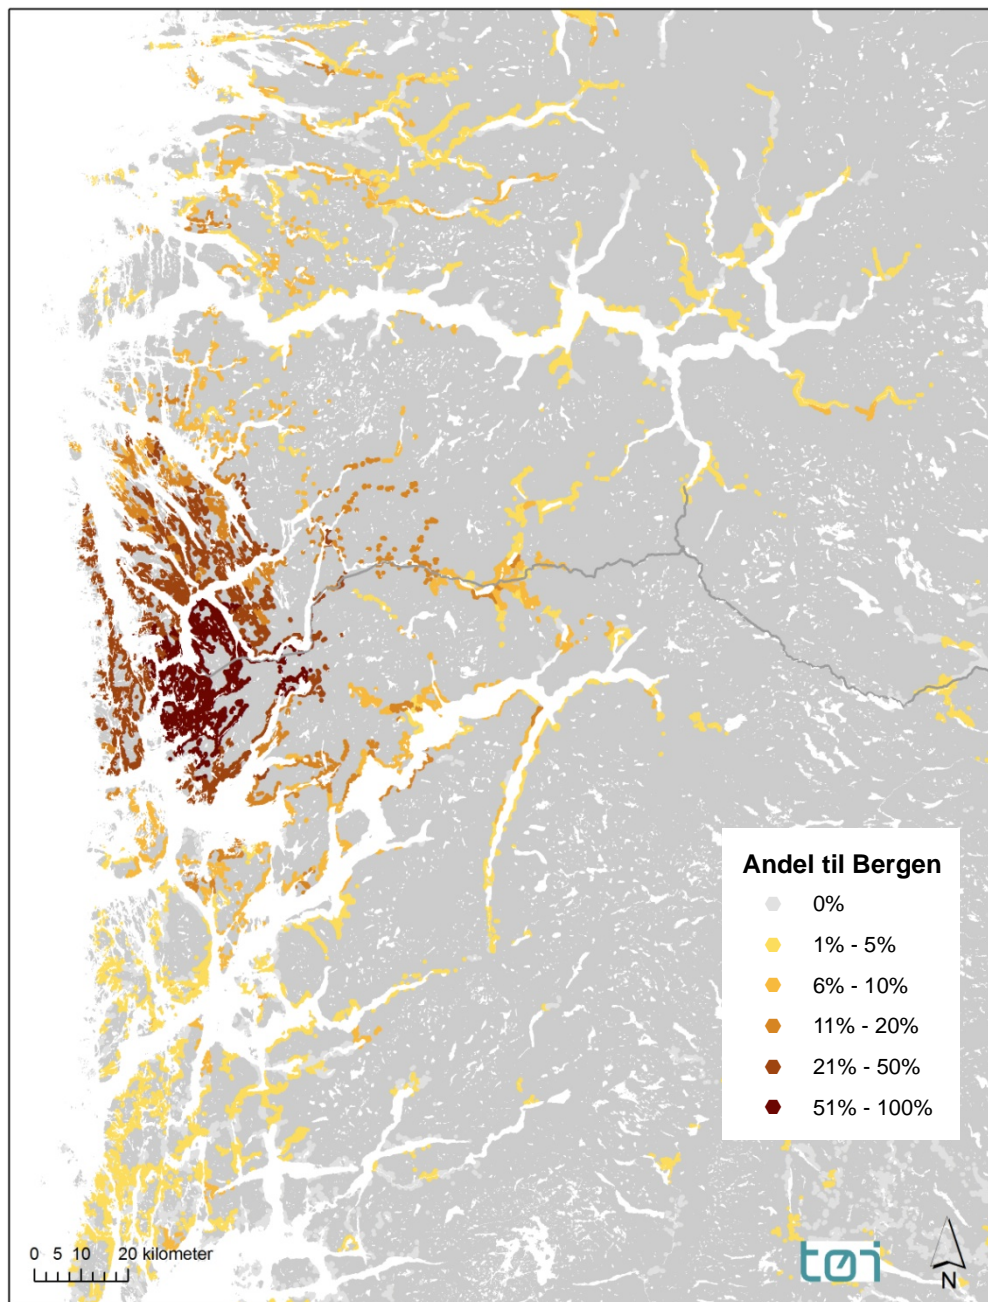 Andel til Bergen
0%
1% - 5%
6% - 10%
11% - 20%
21% - 50%
51% - 100%
0 5 10 20 kilometer
tøi
N